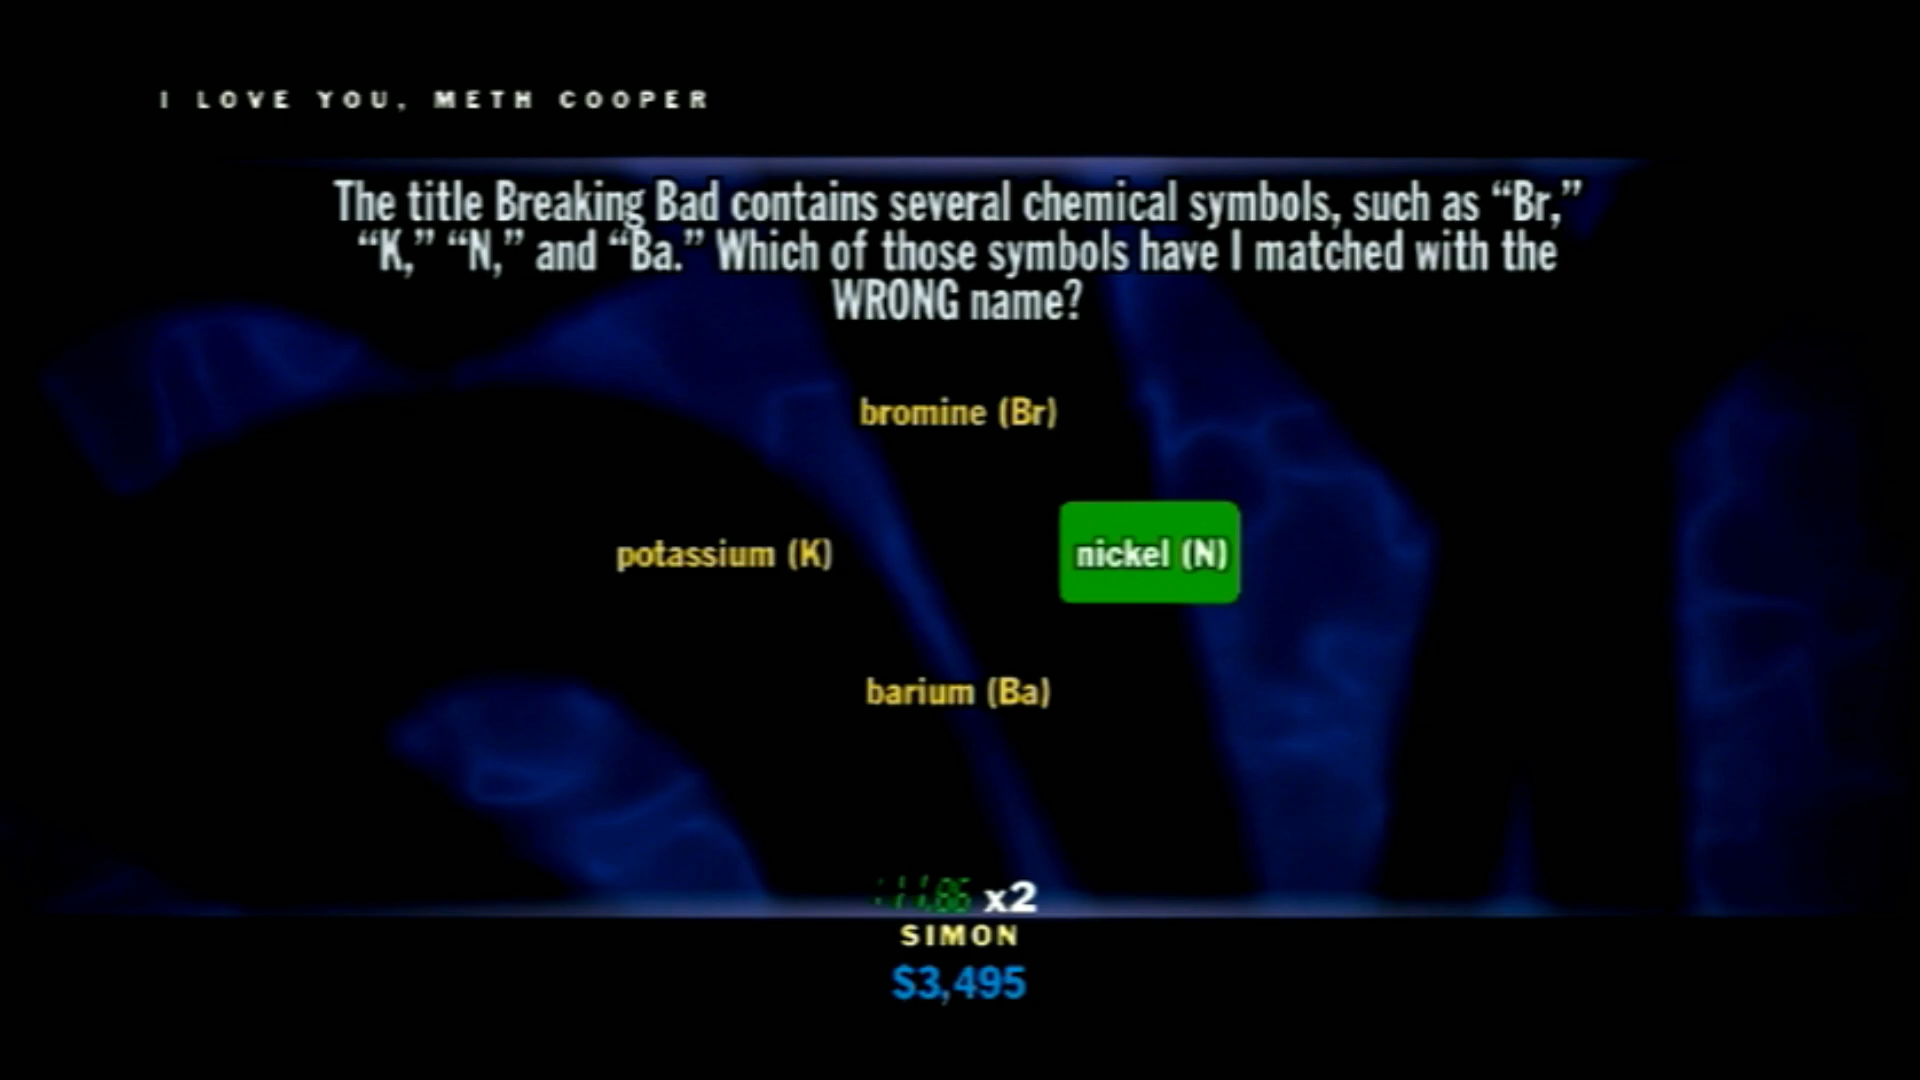 I LOVE YOU, METH COOPER
The title Breaking Bad contains several chemical symbols, such as “Br,”
“K,” “N,” and “Ba.” Which of those symbols have I matched with the
WRONG name?
bromine (Br)
potassium (K)
nickel (N)
barium (Ba)
x2
SIMON
$3,495